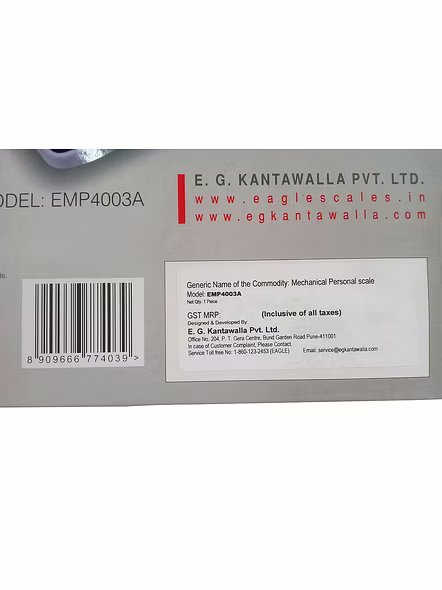 E. G. KANTAWALLA PVT. LTD.
www.eaglescales.in
www.egkantawalla.com
ODEL: EMP4003A
de.
Generic Name of the Commodity: Mechanical Personal scale
Model: EMP4003A
Net Qty. 1 Piece.
GST MRP: (Inclusive of all taxes)
Designed & Developed By
E. G. Kantawalla Pvt. Ltd.
Office No. 204, P. T. Gera Centre, Bund Garden Road Pune-411001
In case of Customer Complaint, Please Contact.
Service Toll free No: 1-860-123-2453 (EAGLE) Email: service@egkantawalla.com
8 909666 774039 >